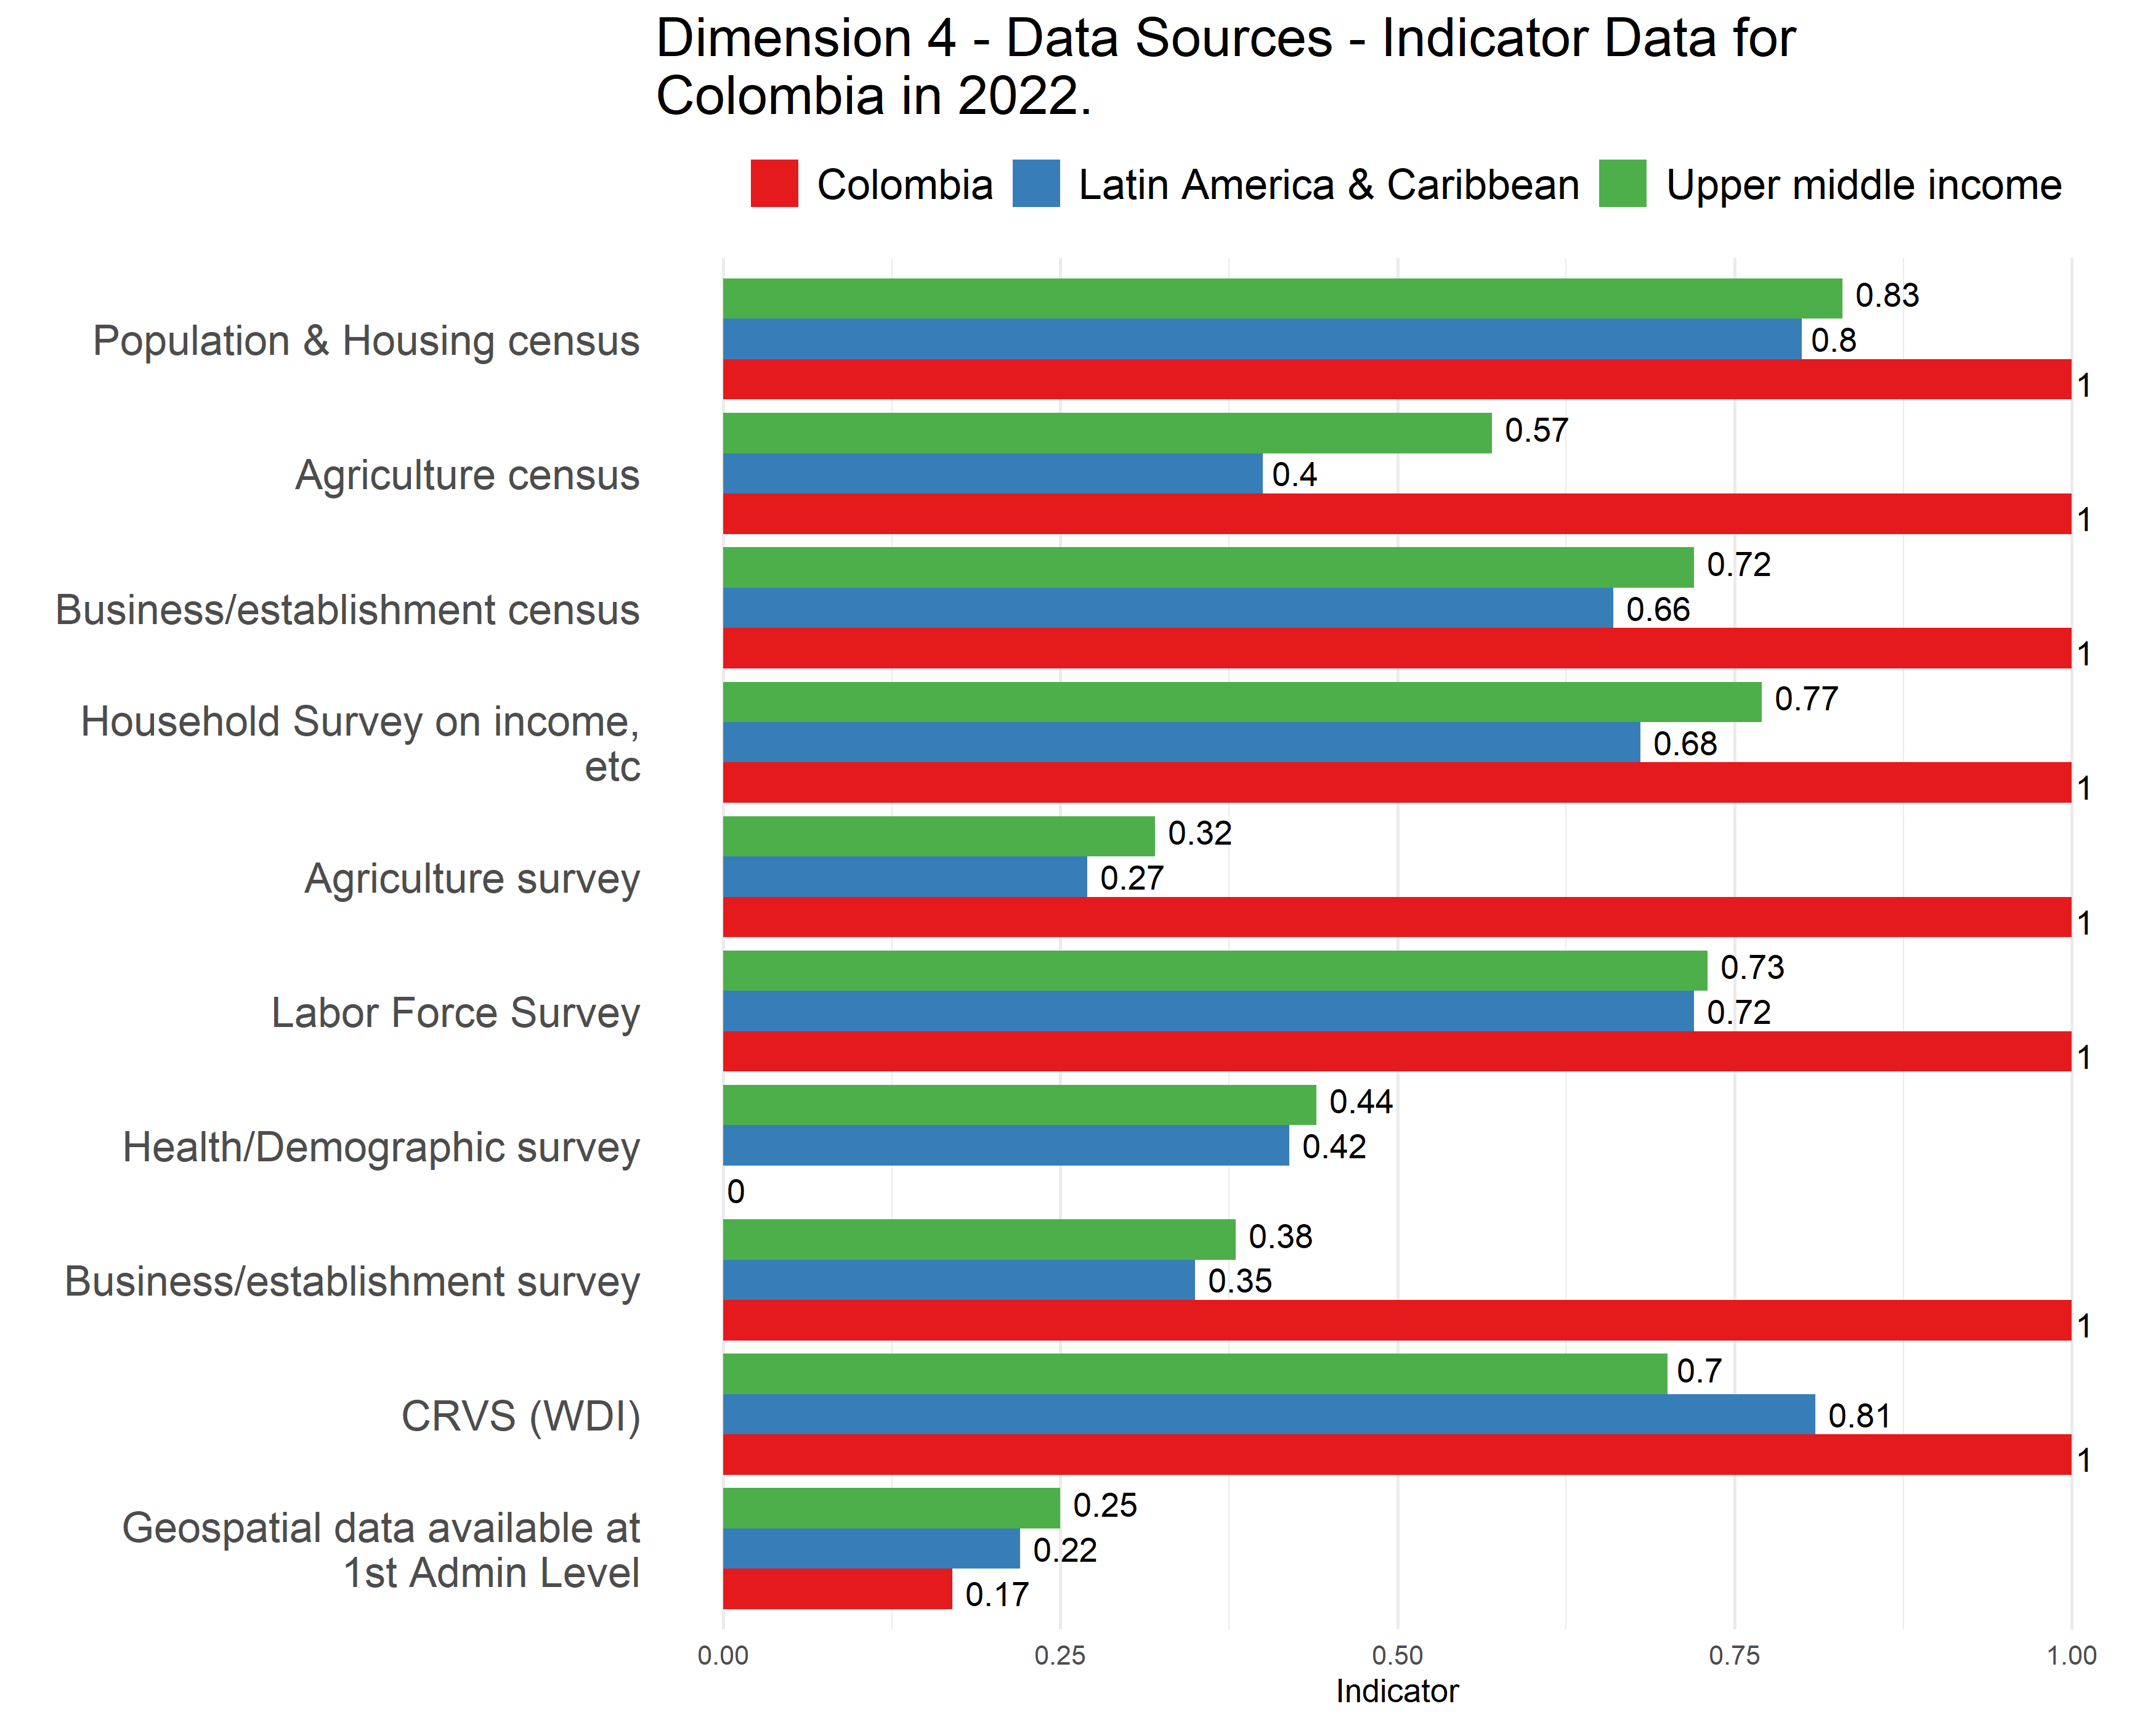 Dimension 4 - Data Sources - Indicator Data for
Colombia in 2022.
Colombia
Latin America & Caribbean
Upper middle income
Population & Housing census
0.83
0.8
1
Agriculture census
0.57
0.4
1
Business/establishment census
0.72
0.66
1
Household Survey on income,
etc
0.77
0.68
1
Agriculture survey
0.32
0.27
1
Labor Force Survey
0.73
0.72
1
Health/Demographic survey
0.44
0.42
0
Business/establishment survey
0.38
0.35
1
CRVS (WDI)
0.7
0.81
1
Geospatial data available at
1st Admin Level
0.25
0.22
0.17
0.00
0.25
0.50
0.75
1.00
Indicator